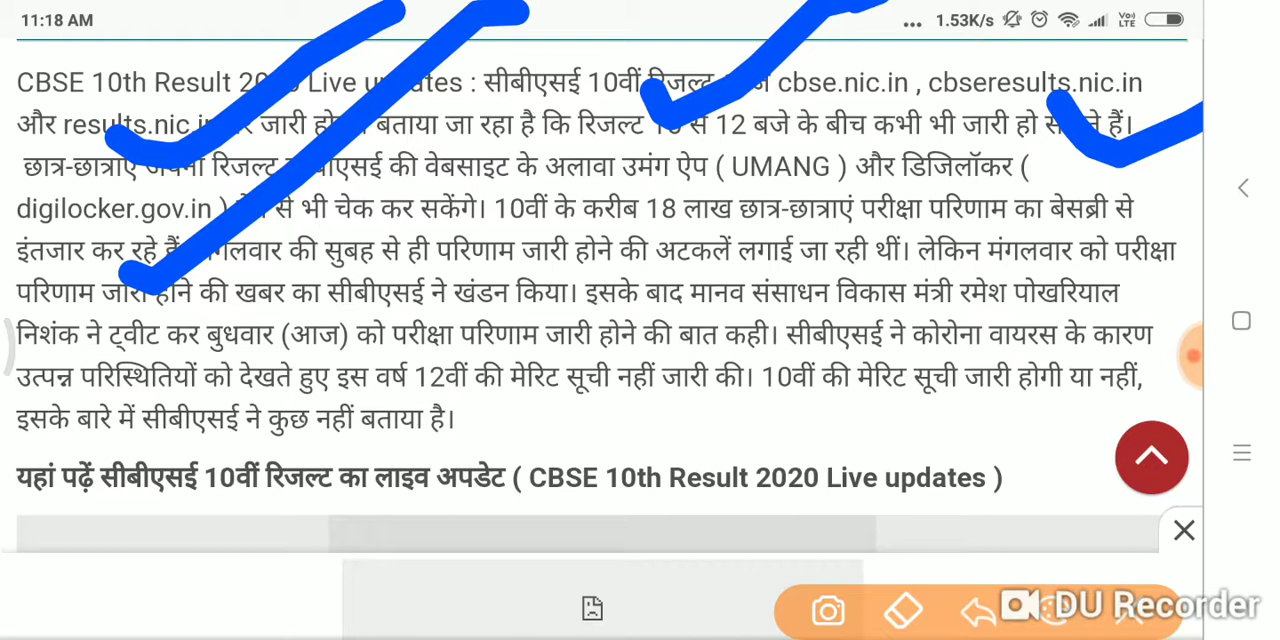 11:18 AM
... 1.53K/s Vo) LTE
CBSE 10th Result Live updates : सीबीएसई 10वीं रिजल्ट cbse.nic.in , cbseresults.nic.in
और results.nic.in जारी बताया जा रहा है कि रिजल्ट से 12 बजे के बीच कभी भी जारी हो हैं।
छात्र-छात्राएं रिजल्ट की वेबसाइट के अलावा उमंग ऐप ( UMANG ) और डिजिलॉकर (
digilocker.gov.in ) से भी चेक कर सकेंगे। 10वीं के करीब 18 लाख छात्र-छात्राएं परीक्षा परिणाम का बेसब्री से
इंतजार कर रहे हैं। की सुबह से ही परिणाम जारी होने की अटकलें लगाई जा रही थीं। लेकिन मंगलवार को परीक्षा
परिणाम जारी होने की खबर का सीबीएसई ने खंडन किया। इसके बाद मानव संसाधन विकास मंत्री रमेश पोखरियाल
निशंक ने ट्वीट कर बुधवार (आज) को परीक्षा परिणाम जारी होने की बात कही। सीबीएसई ने कोरोना वायरस के कारण
उत्पन्न परिस्थितियों को देखते हुए इस वर्ष 12वीं की मेरिट सूची नहीं जारी की। 10वीं की मेरिट सूची जारी होगी या नहीं,
इसके बारे में सीबीएसई ने कुछ नहीं बताया है।
यहां पढ़ें सीबीएसई 10वीं रिजल्ट का लाइव अपडेट ( CBSE 10th Result 2020 Live updates )
DU Recorder